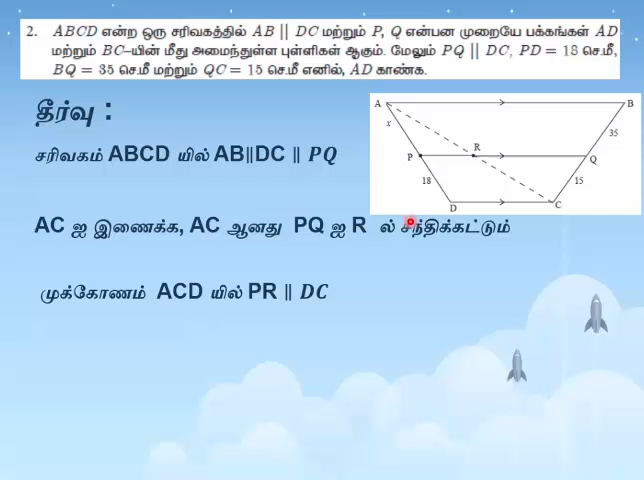 2. ABCD என்ற ஒரு சரிவகத்தில் AB || DC மற்றும் P, Q என்பன முறையே பக்கங்கள் AD
மற்றும் BC–யின் மீது அமைந்துள்ள புள்ளிகள் ஆகும். மேலும் PQ || DC, PD = 18 செ.மீ,
BQ = 35 செ.மீ மற்றும் QC = 15 செ.மீ எனில், AD காண்க.
தீர்வு :
A
B
x
35
R
P
Q
18
15
D
C
சரிவகம் ABCD யில் AB∥DC ∥ PQ
AC ஐ இணைக்க, AC ஆனது PQ ஐ R ல் சந்திக்கட்டும்
முக்கோணம் ACD யில் PR ∥ DC